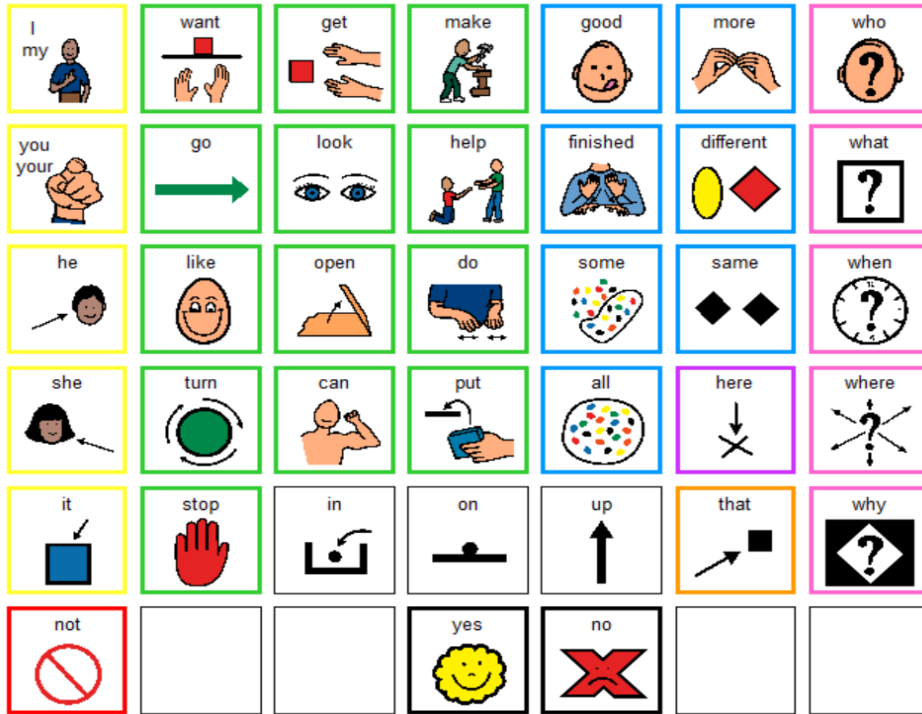 I my want get make good more who
you your go look help finished different what
he like open do some same when
she turn can put all here where
it stop in on up that why
not yes no